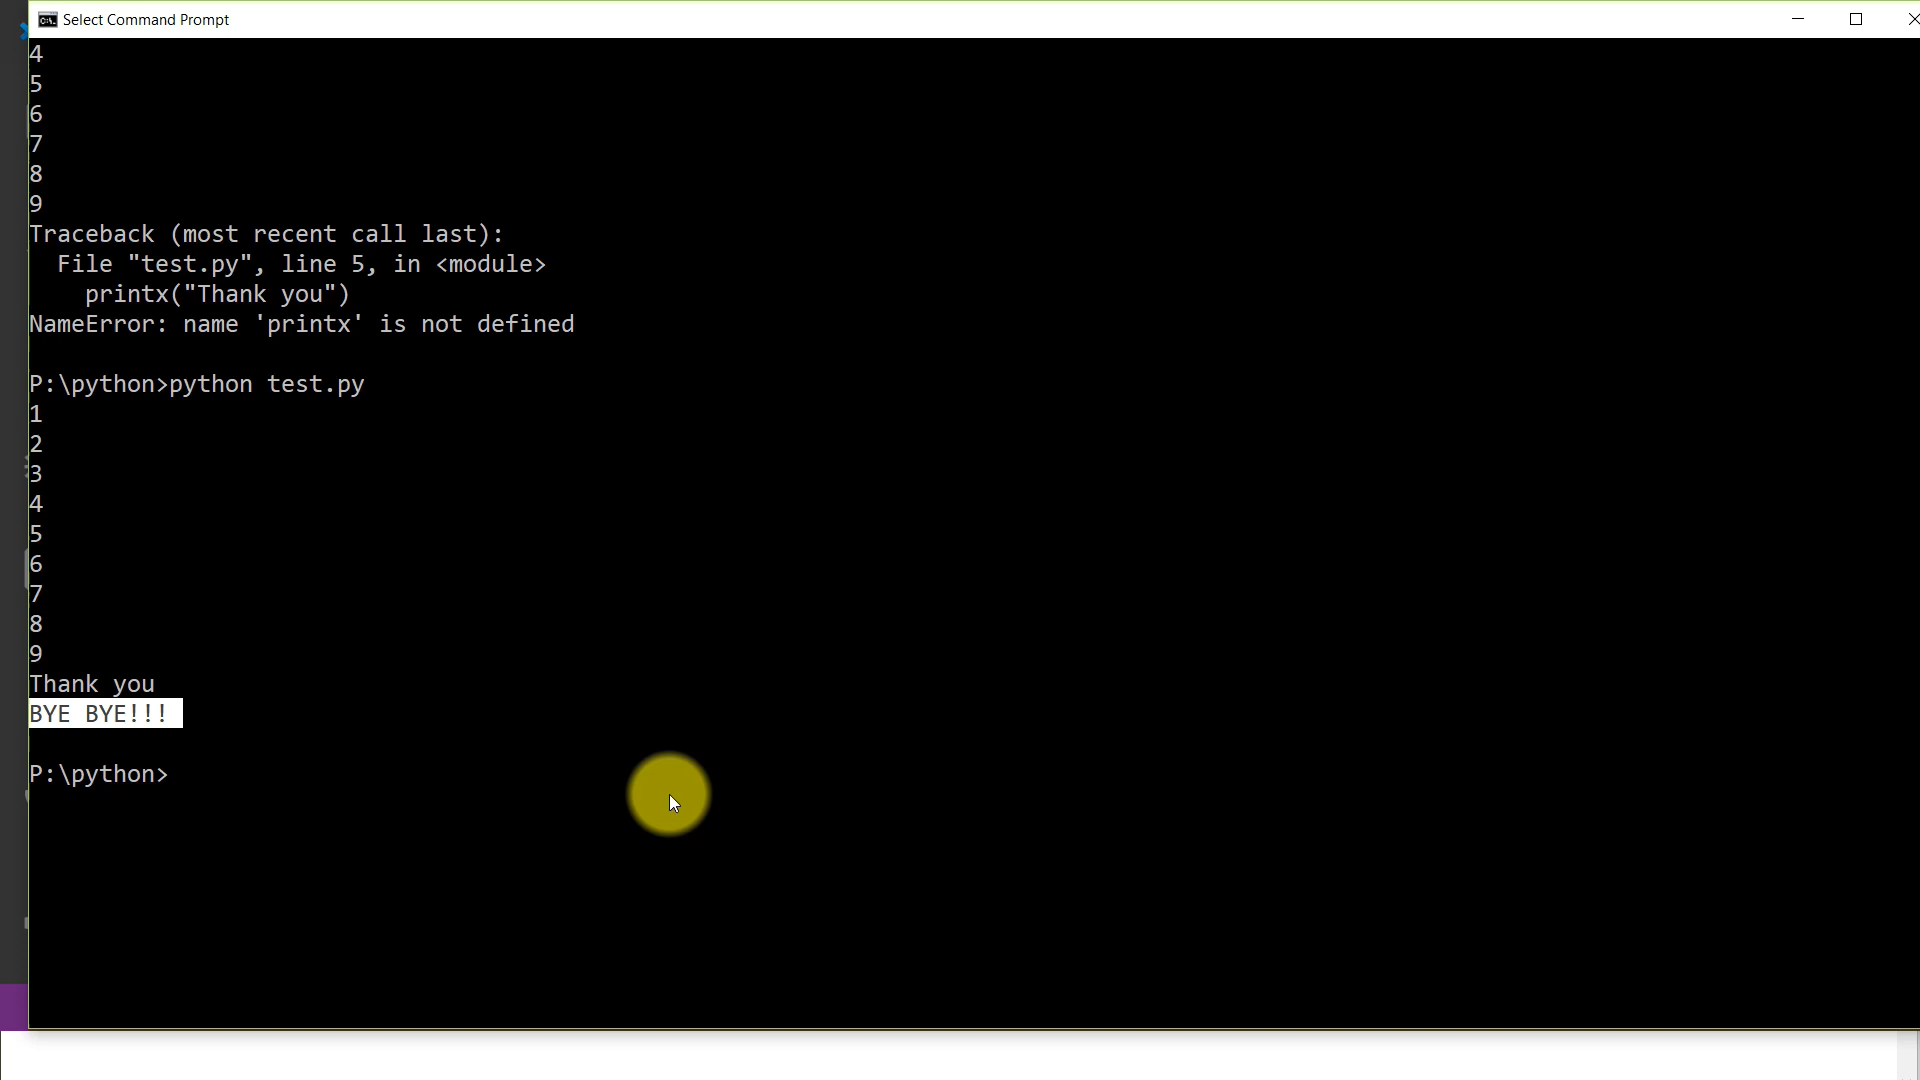 Select Command Prompt
4
5
6
7
8
9
Traceback (most recent call last):
  File "test.py", line 5, in <module>
    printx("Thank you")
NameError: name 'printx' is not defined
P:\python>python test.py
1
2
3
4
5
6
7
8
9
Thank you
BYE BYE!!!
P:\python>